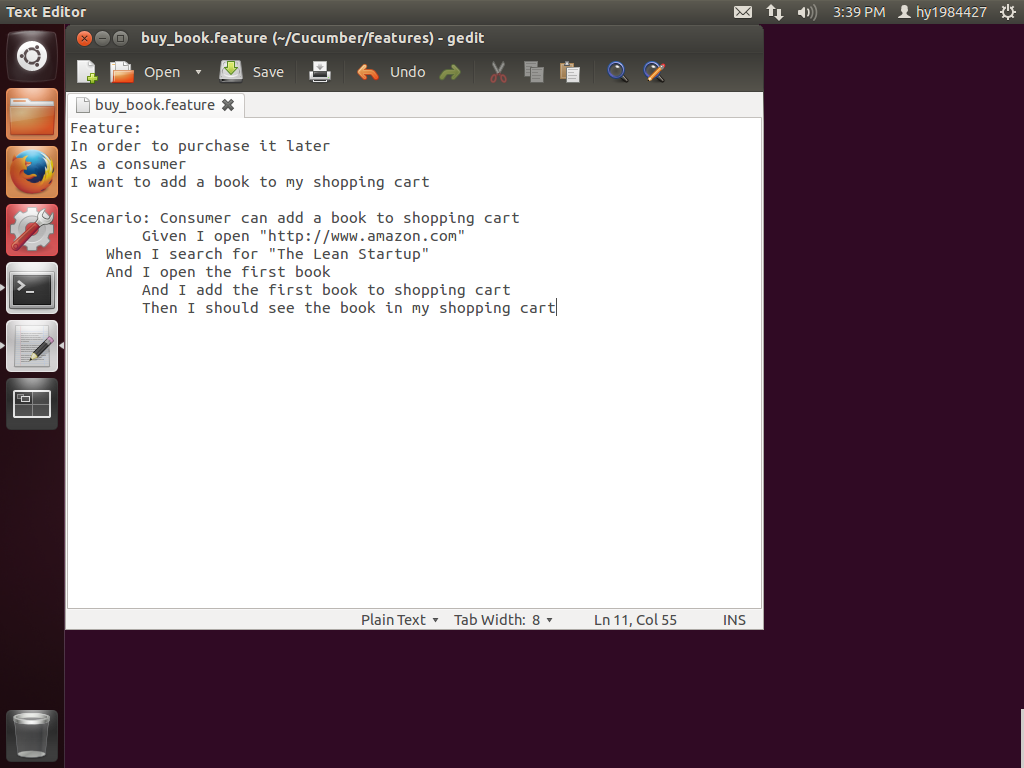 Text Editor 3:39 PM hy1984427
buy_book.feature (~/Cucumber/features) - gedit
Open Save Undo
buy_book.feature
Feature:
In order to purchase it later
As a consumer
I want to add a book to my shopping cart
Scenario: Consumer can add a book to shopping cart
Given I open "http://www.amazon.com"
When I search for "The Lean Startup"
And I open the first book
And I add the first book to shopping cart
Then I should see the book in my shopping cart
Plain Text Tab Width: 8 Ln 11, Col 55 INS